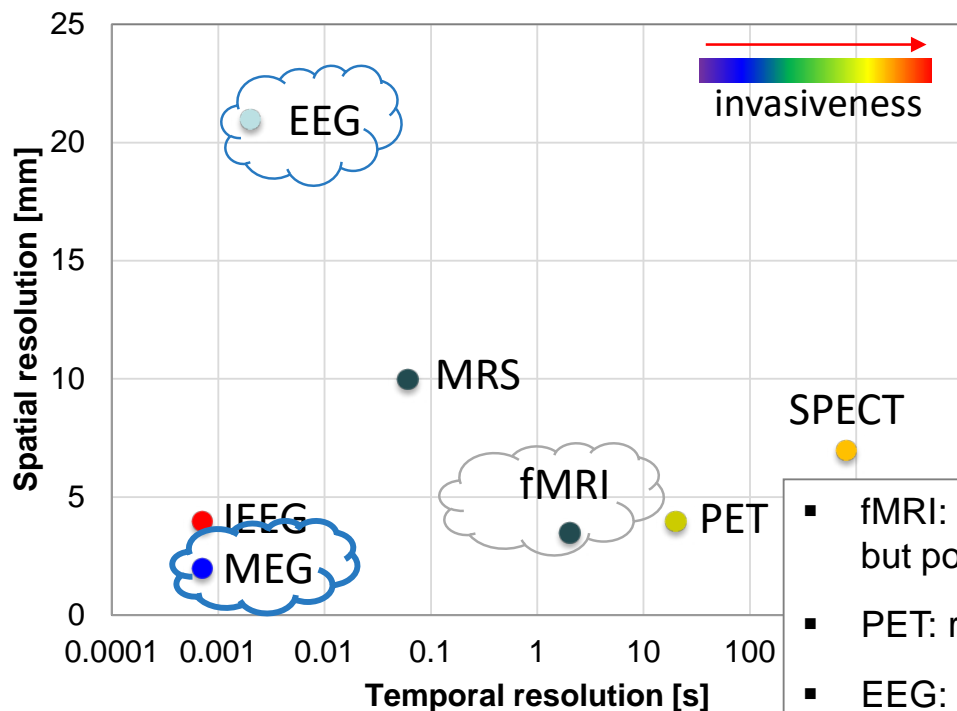 25
20
15
10
5
0
Spatial resolution [mm]
0.0001 0.001 0.01 0.1 1 10 100
Temporal resolution [s]
invasiveness
EEG
MRS
SPECT
fMRI
IEEG
PET
MEG
▪ fMRI:
but
▪ PET:
▪ EEG: